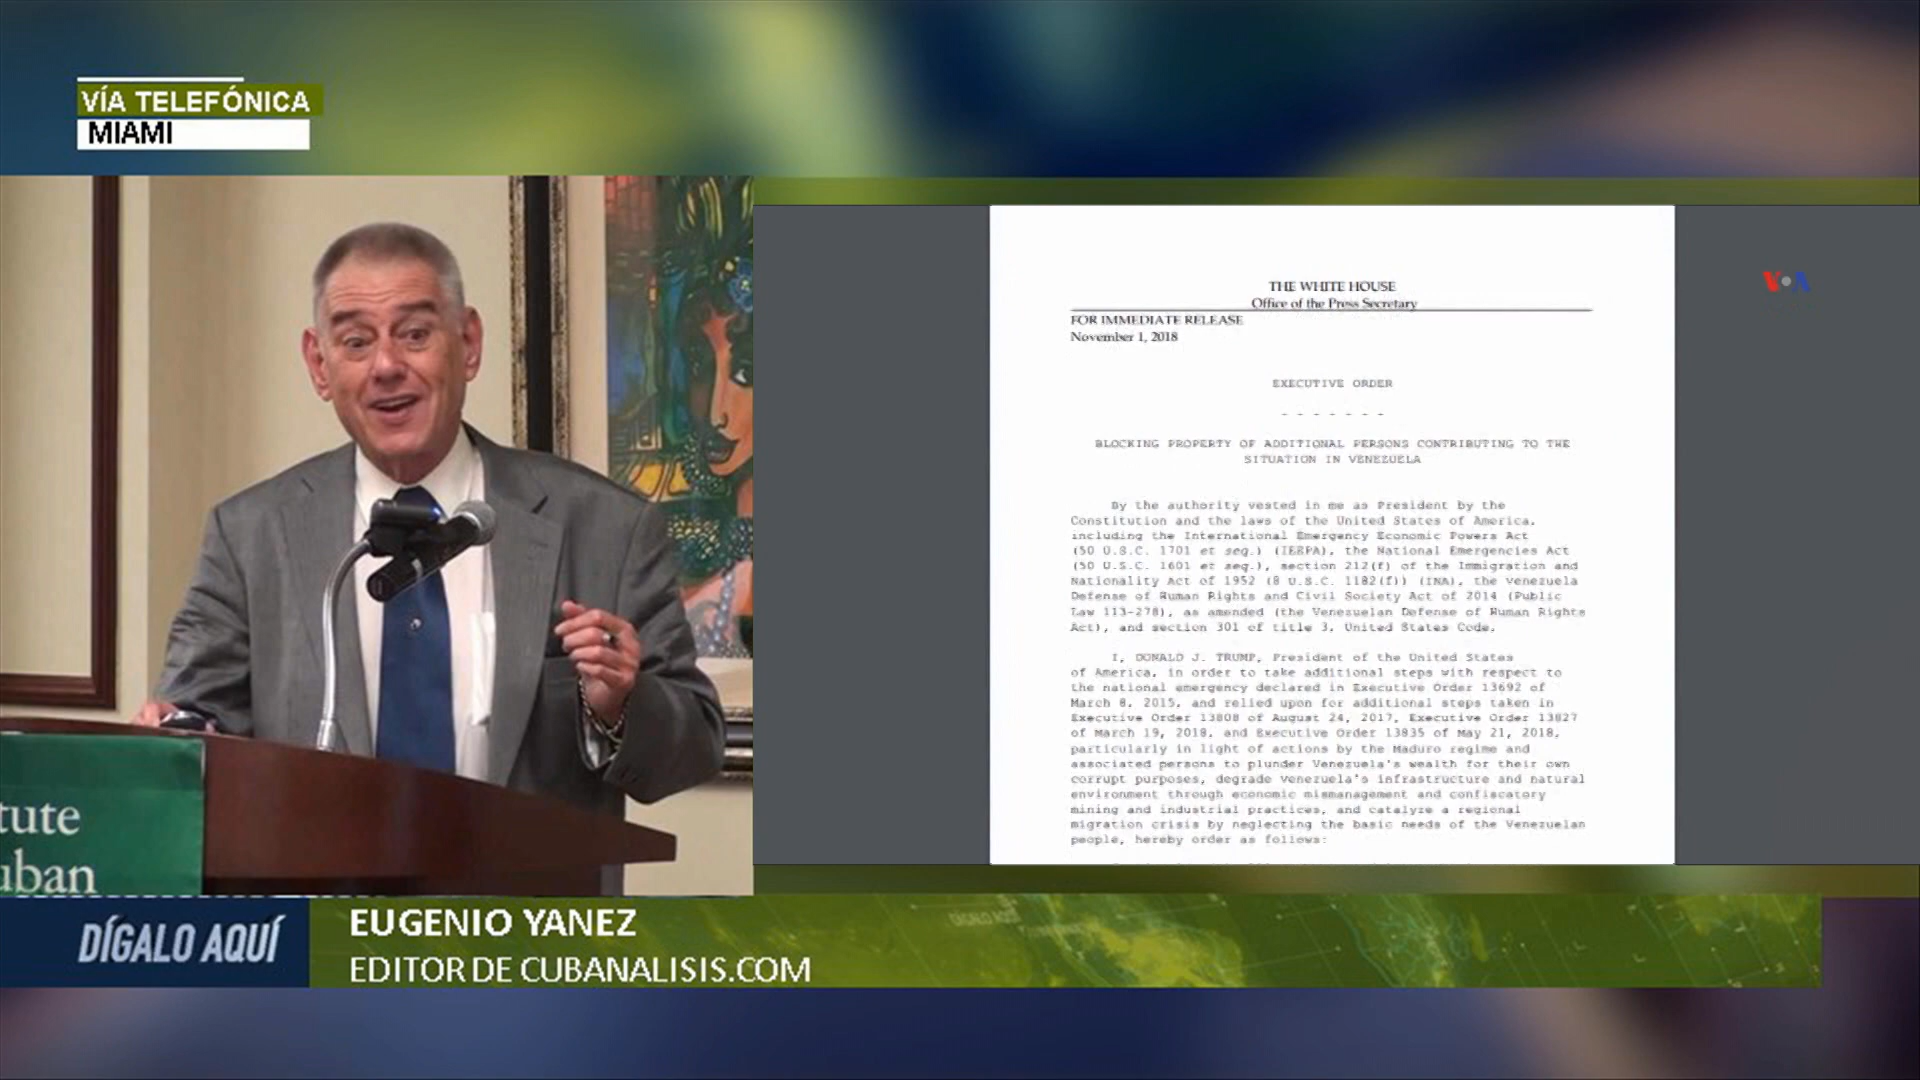 VÍA TELEFÓNICA
MIAMI
THE WHITE HOUSE
Office of the Press Secretary
FOR IMMEDIATE RELEASE
November 1, 2018
EXECUTIVE ORDER
- - - - - - -
BLOCKING PROPERTY OF ADDITIONAL PERSONS CONTRIBUTING TO THE
SITUATION IN VENEZUELA
By the authority vested in me as President by the
Constitution and the laws of the United States of America,
including the International Emergency Economic Powers Act
(50 U.S.C. 1701 et seq.) (IEEPA), the National Emergencies Act
(50 U.S.C. 1601 et seq.), section 212(f) of the Immigration and
Nationality Act of 1952 (8 U.S.C. 1182(f)) (INA), the Venezuela
Defense of Human Rights and Civil Society Act of 2014 (Public
Law 113-278), as amended (the Venezuelan Defense of Human Rights
Act), and section 301 of title 3, United States Code,
I, DONALD J. TRUMP, President of the United States
of America, in order to take additional steps with respect to
the national emergency declared in Executive Order 13692 of
March 8, 2015, and relied upon for additional steps taken in
Executive Order 13808 of August 24, 2017, Executive Order 13827
of March 19, 2018, and Executive Order 13835 of May 21, 2018,
particularly in light of actions by the Maduro regime and
associated persons to plunder Venezuela's wealth for their own
corrupt purposes, degrade Venezuela's infrastructure and natural
environment through economic mismanagement and confiscatory
mining and industrial practices, and catalyze a regional
migration crisis by neglecting the basic needs of the Venezuelan
people, hereby order as follows:
VOA
tute
uban
DÍGALO AQUÍ
DÍGALO AQUÍ
EUGENIO YANEZ
EDITOR DE CUBANALISIS.COM